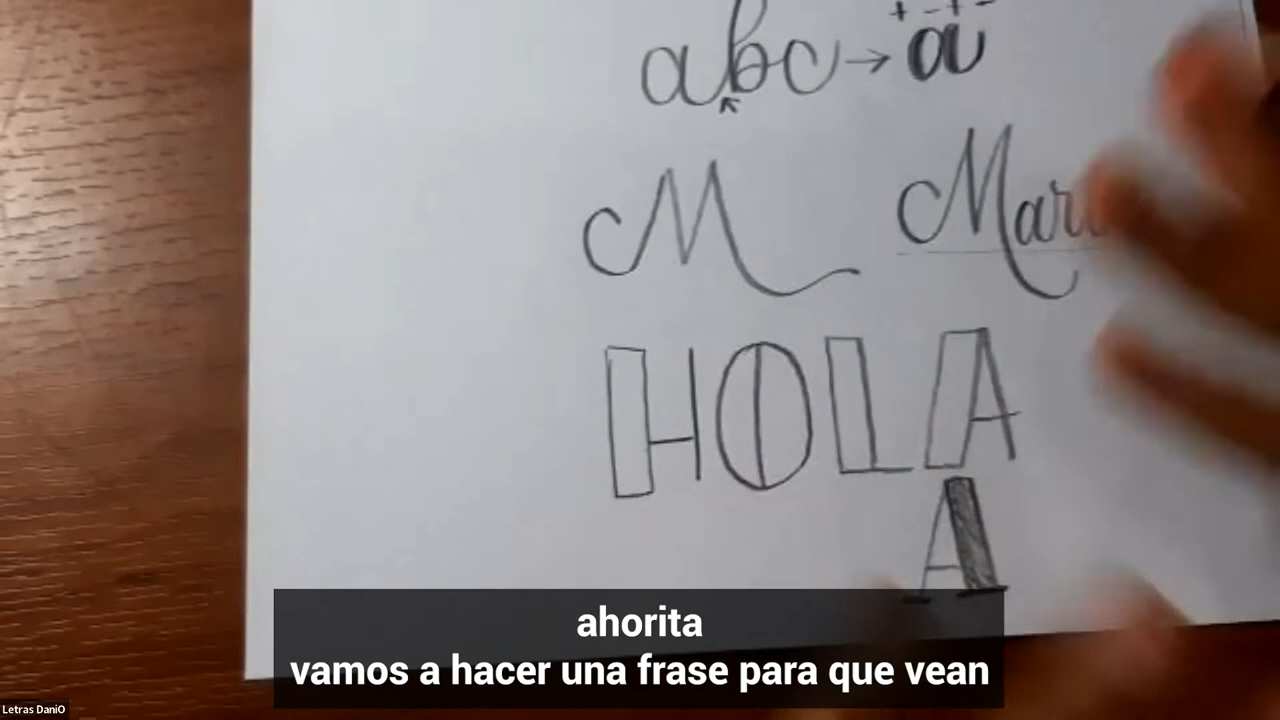 + - + -
abc → a
M
HOLA
A
ahorita
vamos a hacer una frase para que vean
Letras DaniO